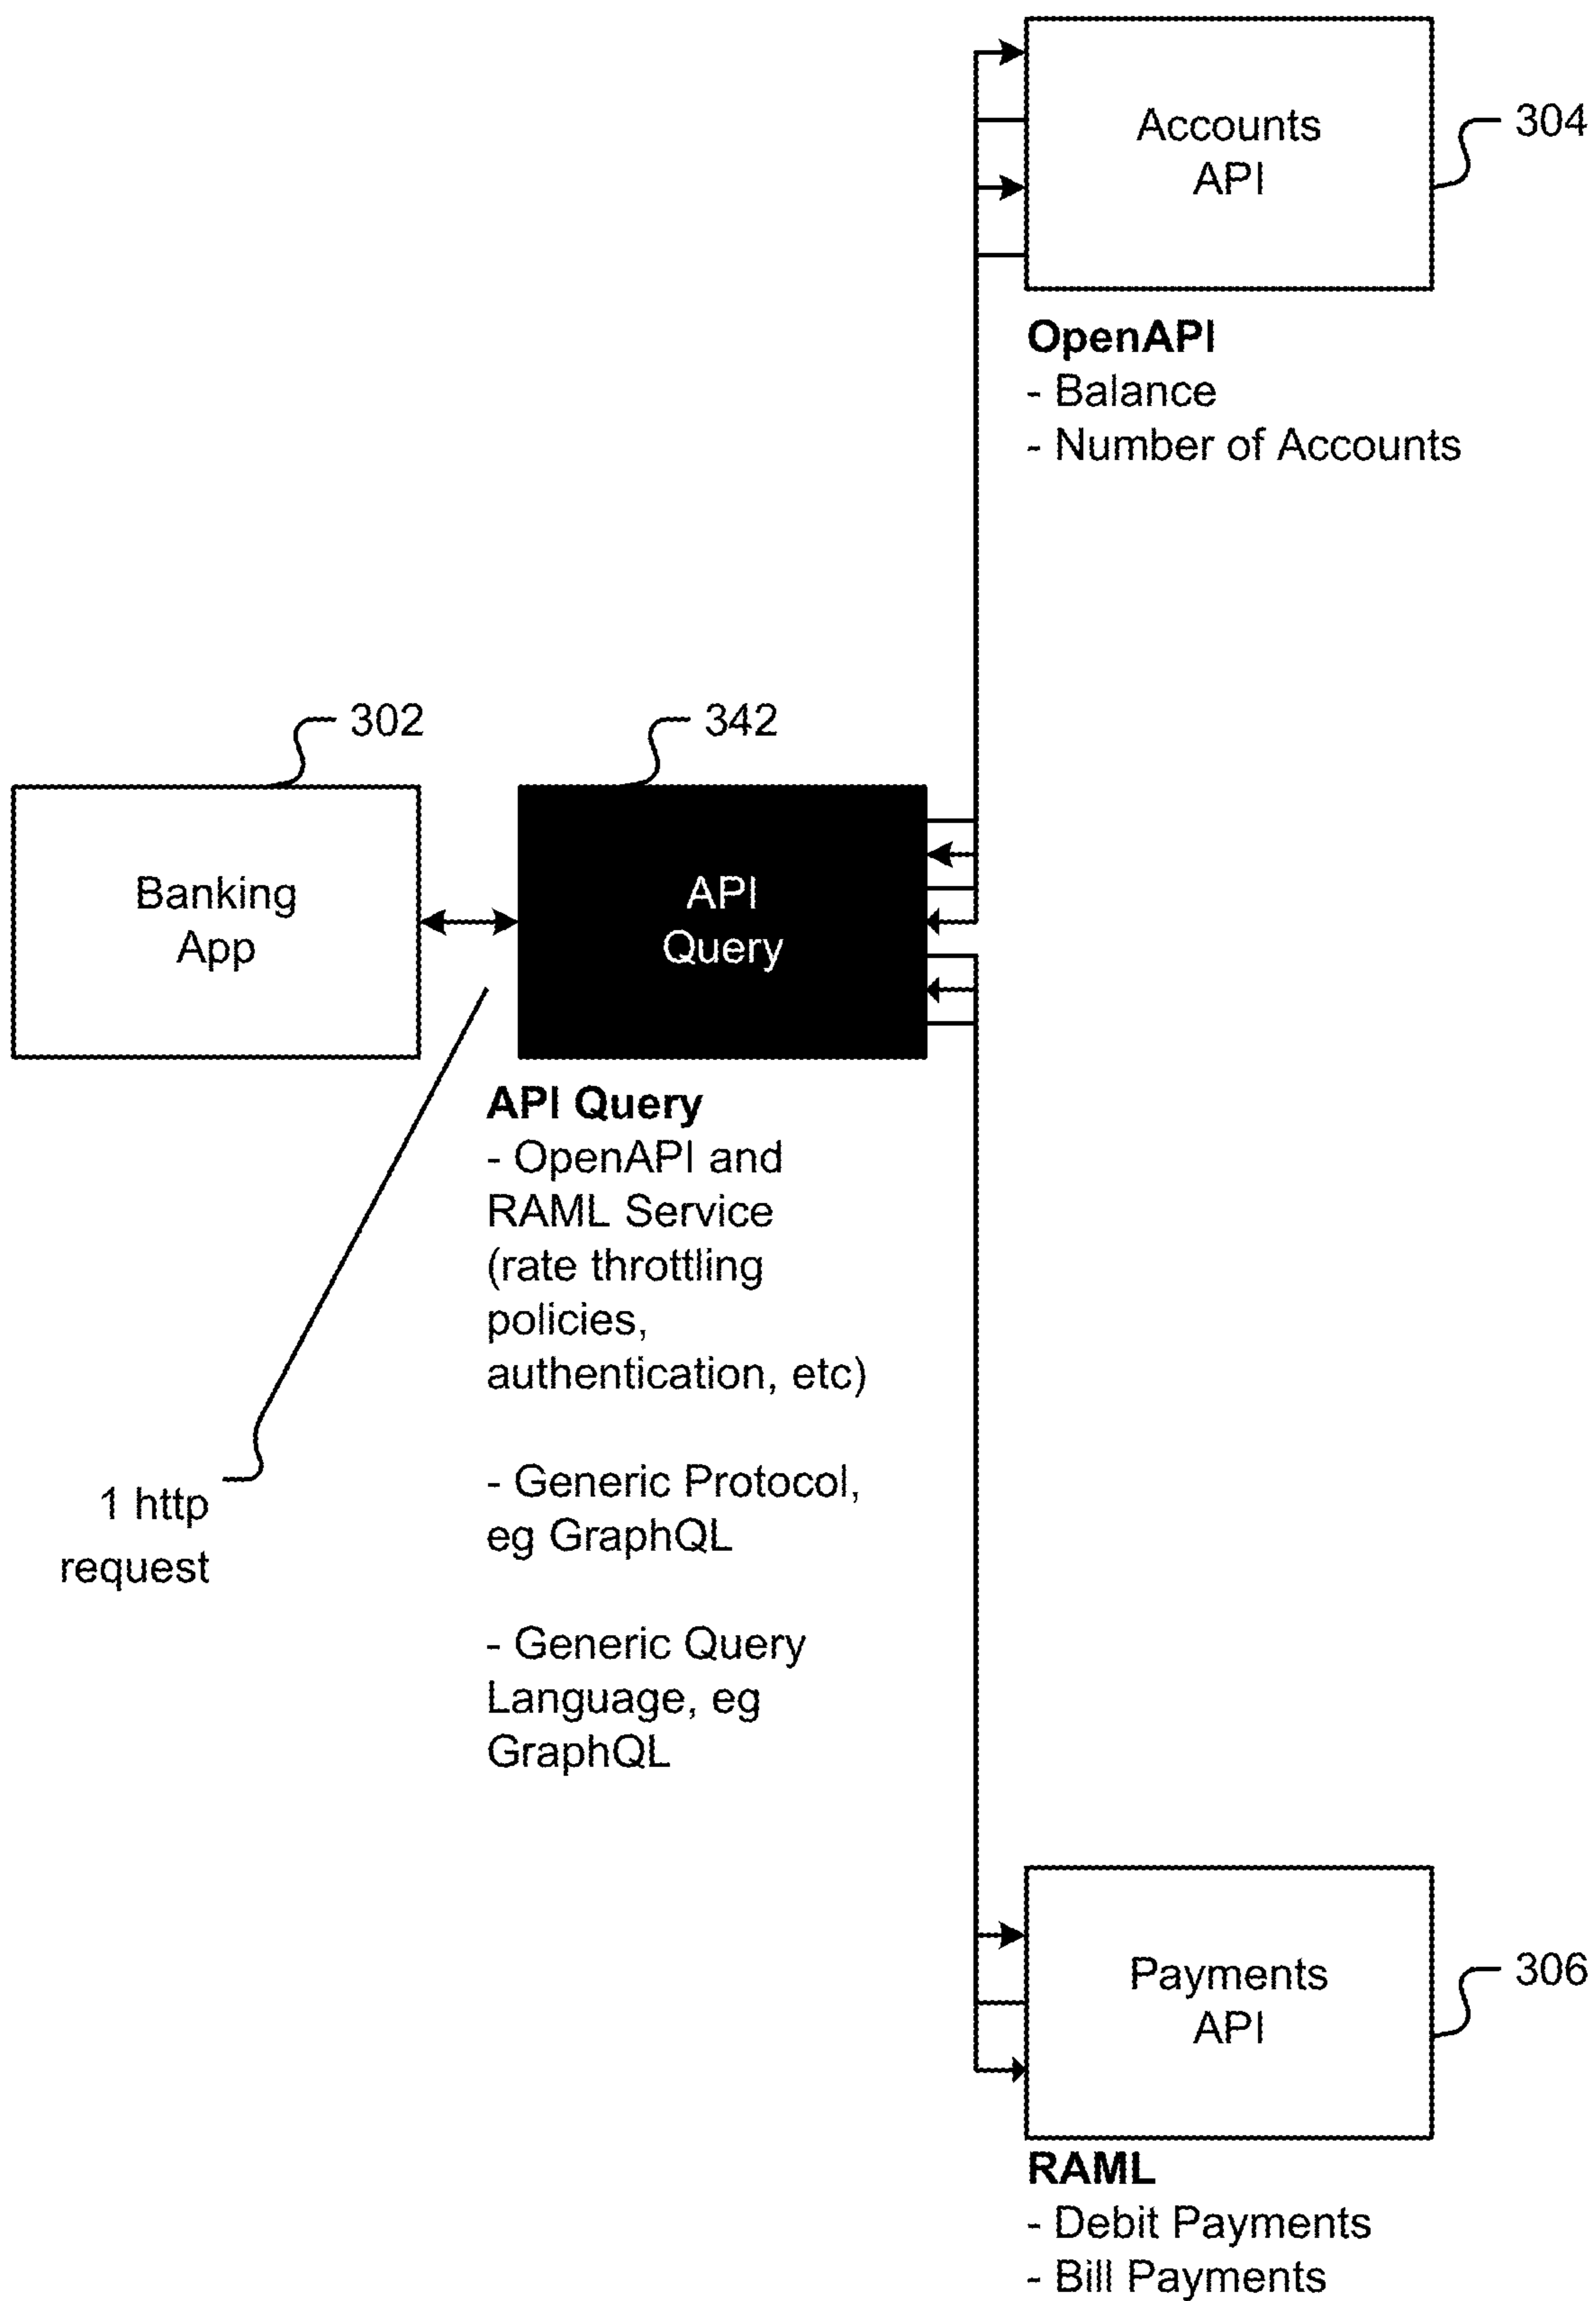 Accounts
API
304
OpenAPI
- Balance
- Number of Accounts
302
342
Banking
App
API
Query
API Query
- OpenAPI and
RAML Service
(rate throttling
policies,
authentication, etc)
- Generic Protocol,
eg GraphQL
- Generic Query
Language, eg
GraphQL
1 http
request
Payments
API
306
RAML
- Debit Payments
- Bill Payments